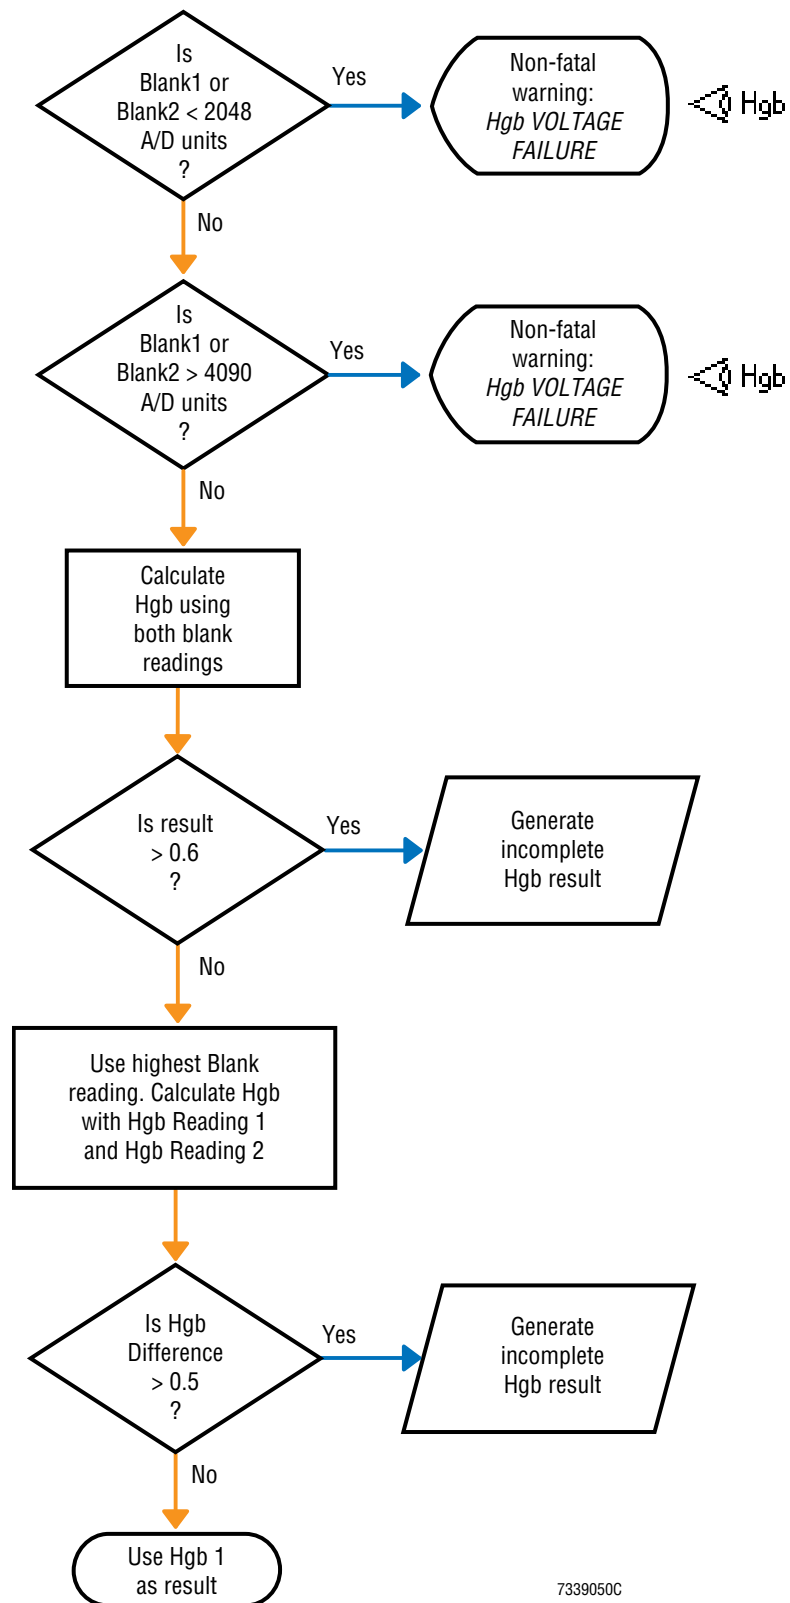 Is
Blank1 or
Blank2 < 2048
A/D units
?
Yes
Non-fatal
warning:
Hgb VOLTAGE
FAILURE
Hgb
No
Is
Blank1 or
Blank2 > 4090
A/D units
?
Yes
Non-fatal
warning:
Hgb VOLTAGE
FAILURE
Hgb
No
Calculate
Hgb using
both blank
readings
Is result
> 0.6
?
Yes
Generate
incomplete
Hgb result
No
Use highest Blank
reading. Calculate Hgb
with Hgb Reading 1
and Hgb Reading 2
Is Hgb
Difference
> 0.5
?
Yes
Generate
incomplete
Hgb result
No
Use Hgb 1
as result
7339050C